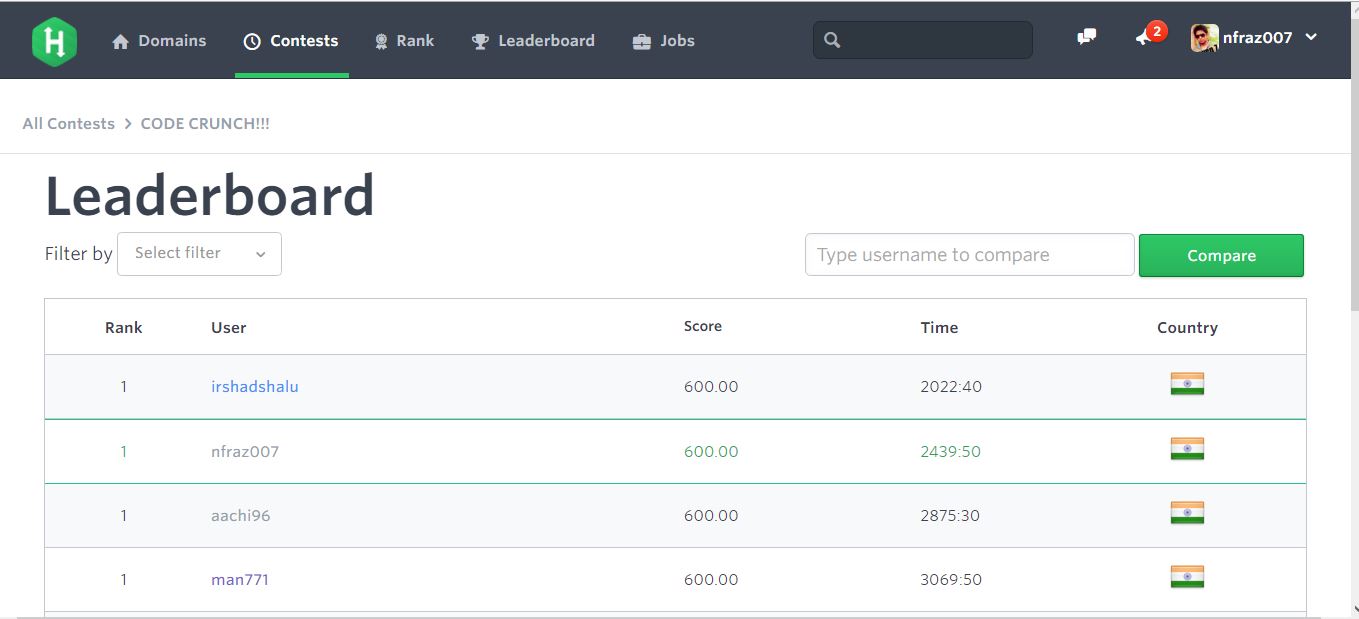 H Domains Contests Rank Leaderboard Jobs 2 nfraz007
All Contests > CODE CRUNCH!!!
Leaderboard
Filter by Select filter Type username to compare Compare
Rank User Score Time Country
1 irshadshalu 600.00 2022:40
1 nfraz007 600.00 2439:50
1 aachi96 600.00 2875:30
1 man771 600.00 3069:50